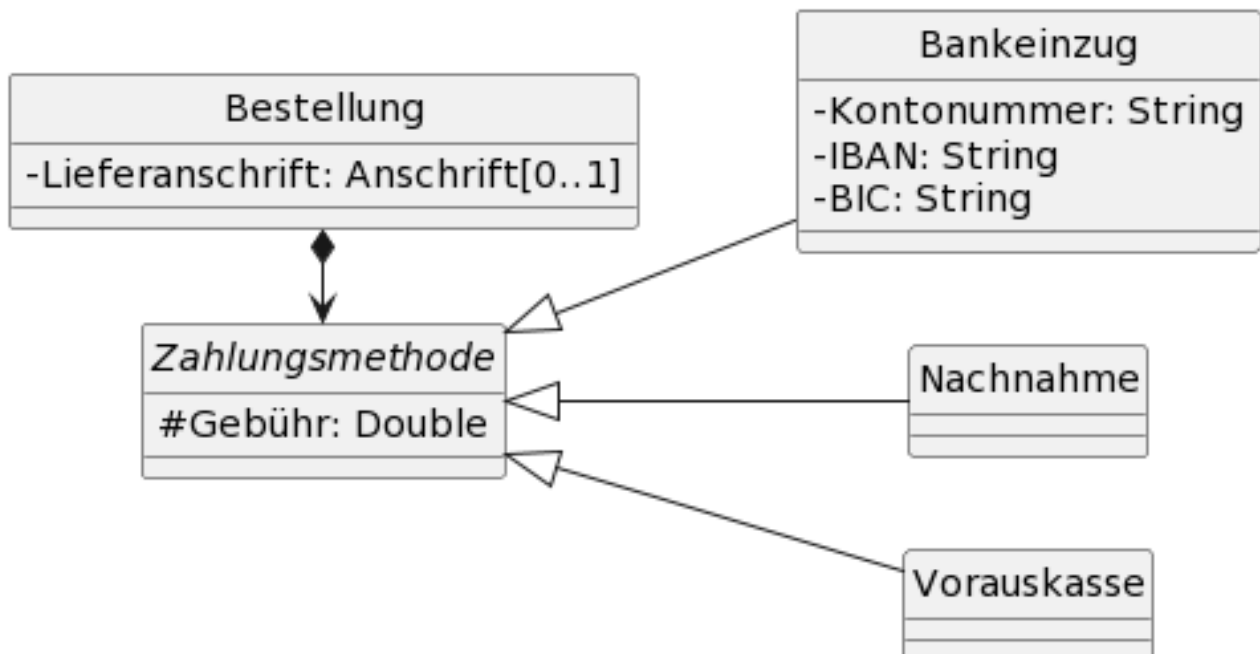 Bestellung
-Lieferanschrift: Anschrift[0..1]
Zahlungsmethode
#Gebühr: Double
Bankeinzug
-Kontonummer: String
-IBAN: String
-BIC: String
Nachnahme
Vorauskasse